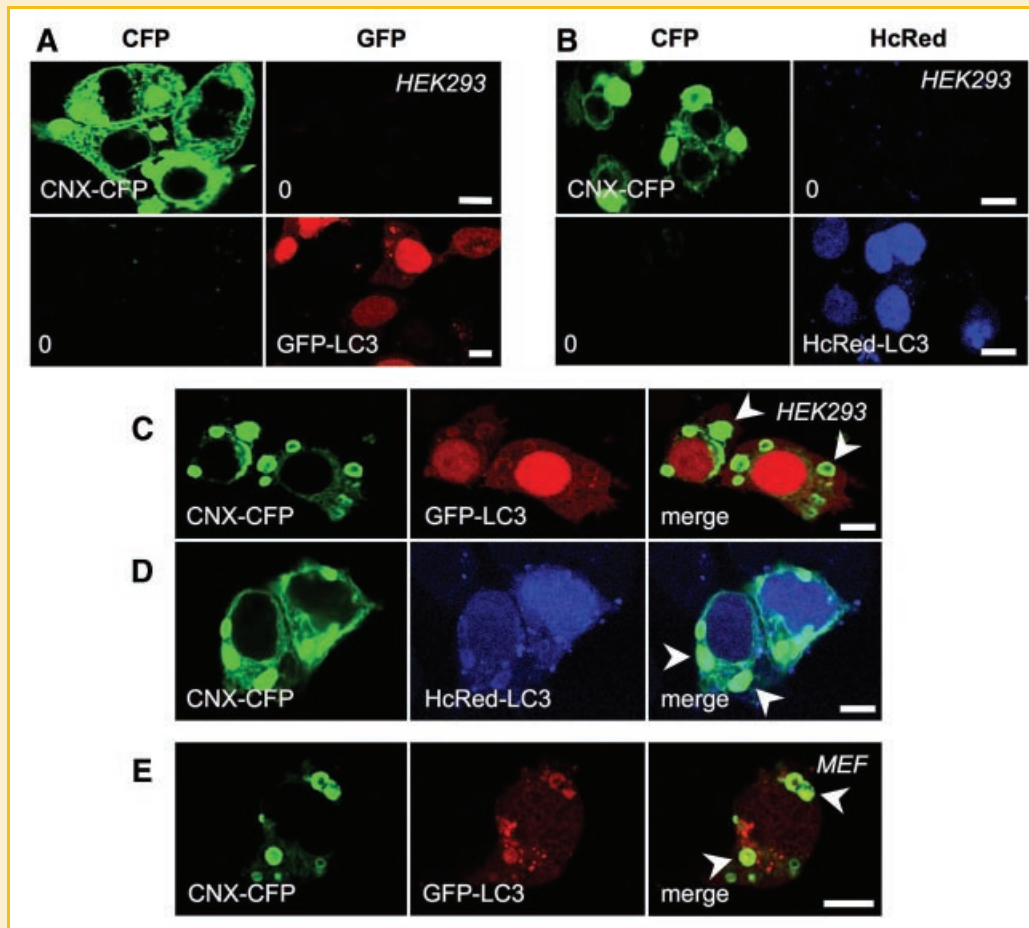 A CFP GFP B CFP HcRed
HEK293
CNX-CFP 0 CNX-CFP 0
0 GFP-LC3 0 HcRed-LC3
C HEK293
CNX-CFP GFP-LC3 merge
D
CNX-CFP HcRed-LC3 merge
E MEF
CNX-CFP GFP-LC3 merge